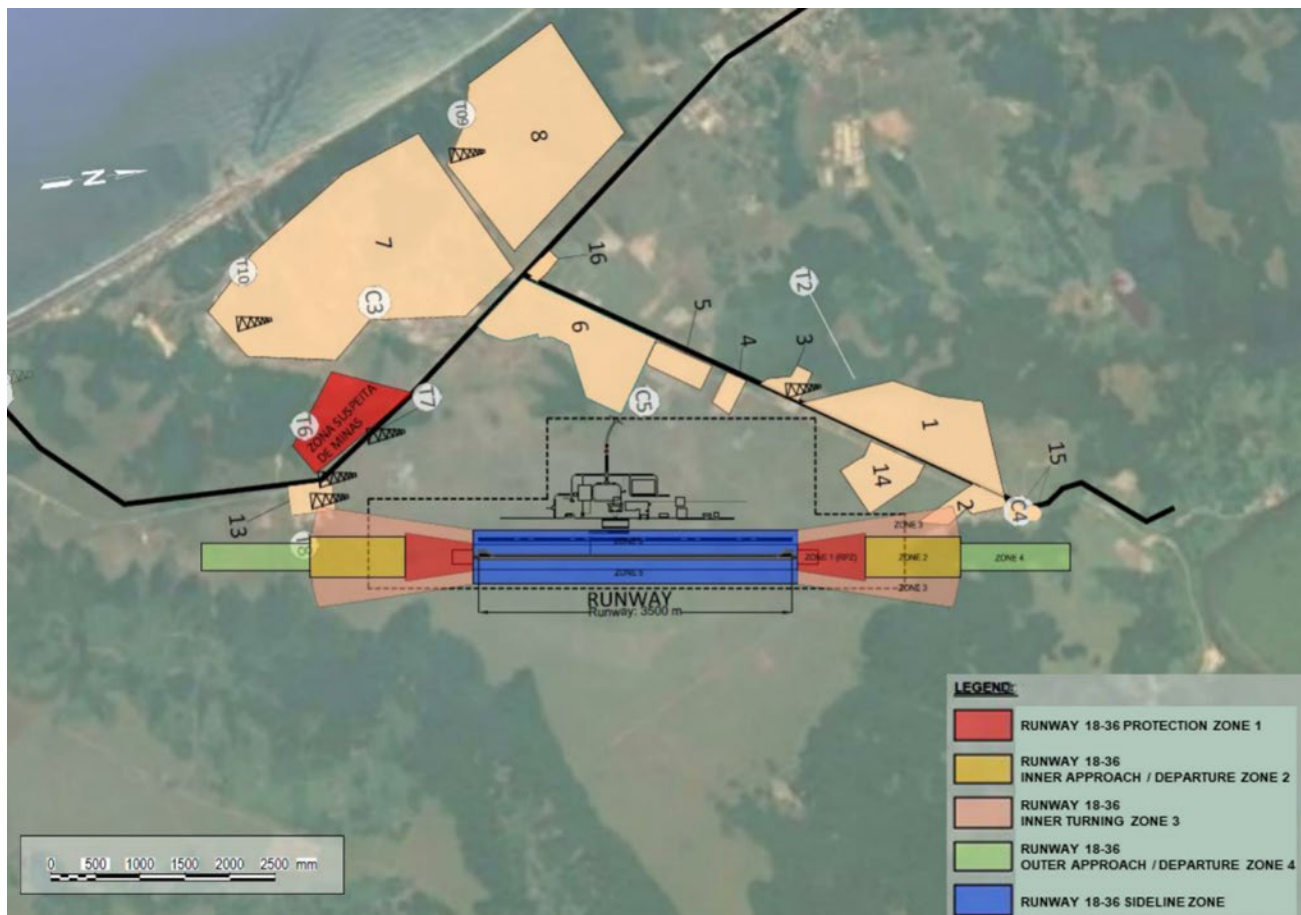 T09
8
N
7
16
T10
C3
T2
5
6
4
3
C5
T7
T6
ZONA SUSPEITA
DE MINAS
1
15
14
2
C4
13
ZONE 3
ZONE 1 (RPZ)
ZONE 2
ZONE 4
ZONE 3
RUNWAY
Runway: 3500 m
LEGEND:
RUNWAY 18-36 PROTECTION ZONE 1
RUNWAY 18-36
INNER APPROACH / DEPARTURE ZONE 2
RUNWAY 18-36
INNER TURNING ZONE 3
RUNWAY 18-36
OUTER APPROACH / DEPARTURE ZONE 4
RUNWAY 18-36 SIDELINE ZONE
0 500 1000 1500 2000 2500 mm